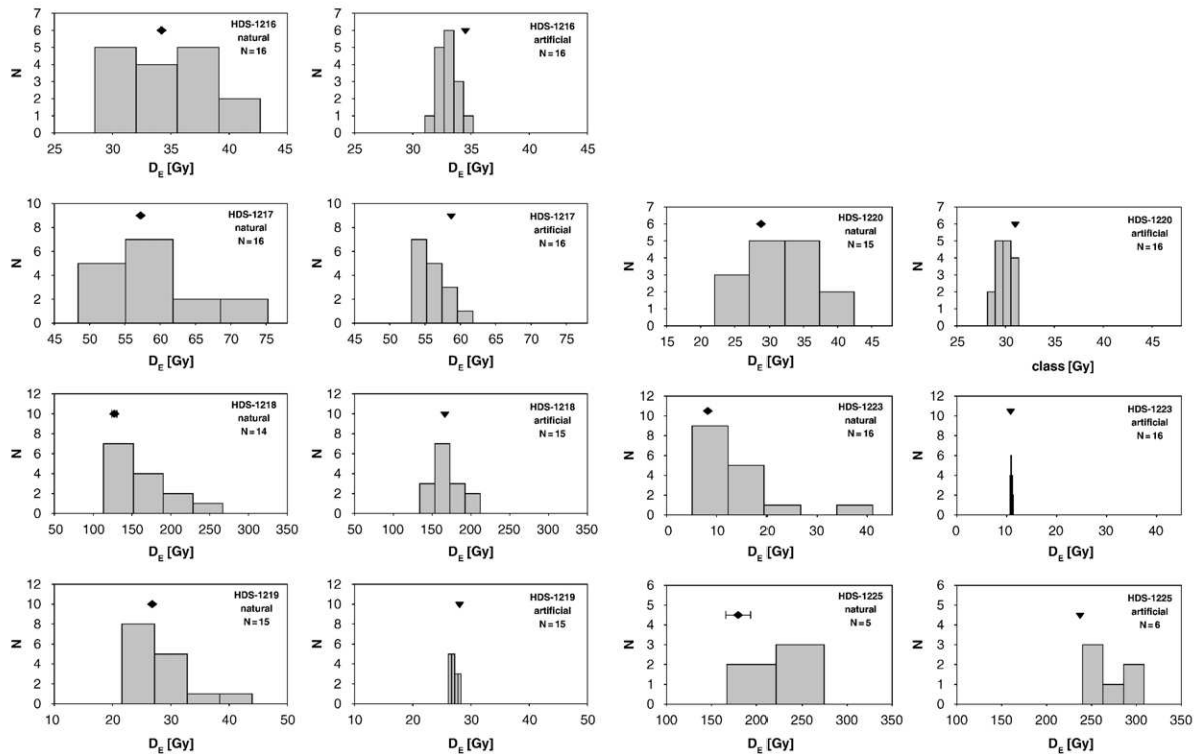 HDS-1216
natural
N = 16
N
7
6
5
4
3
2
1
0
25 30 35 40 45
D_E [Gy]
HDS-1216
artificial
N = 16
N
7
6
5
4
3
2
1
0
25 30 35 40 45
D_E [Gy]
HDS-1217
natural
N = 16
N
10
8
6
4
2
0
45 50 55 60 65 70 75
D_E [Gy]
HDS-1217
artificial
N = 16
N
10
8
6
4
2
0
45 50 55 60 65 70 75
D_E [Gy]
HDS-1220
natural
N = 15
N
7
6
5
4
3
2
1
0
15 25 35 45
D_E [Gy]
HDS-1220
artificial
N = 16
N
7
6
5
4
3
2
1
0
25 30 35 40 45
class [Gy]
HDS-1218
natural
N = 14
N
12
10
8
6
4
2
0
50 100 150 200 250 300 350
D_E [Gy]
HDS-1218
artificial
N = 15
N
12
10
8
6
4
2
0
50 100 150 200 250 300 350
D_E [Gy]
HDS-1223
natural
N = 16
N
12
10
8
6
4
2
0
0 10 20 30 40
D_E [Gy]
HDS-1223
artificial
N = 16
N
12
10
8
6
4
2
0
0 10 20 30 40
D_E [Gy]
HDS-1219
natural
N = 15
N
12
10
8
6
4
2
0
10 20 30 40 50
D_E [Gy]
HDS-1219
artificial
N = 15
N
12
10
8
6
4
2
0
10 20 30 40 50
D_E [Gy]
HDS-1225
natural
N = 5
N
6
5
4
3
2
1
0
100 150 200 250 300 350
D_E [Gy]
HDS-1225
artificial
N = 6
N
6
5
4
3
2
1
0
100 150 200 250 300 350
D_E [Gy]